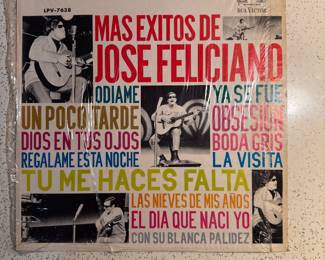 LPV-7628
RCA VICTOR
MAS EXITOS DE
JOSE FELICIANO
ODIAME
YA SE FUE
UN POCO TARDE
OBSESION
DIOS EN TUS OJOS
BODA GRIS
REGALAME ESTA NOCHE
LA VISITA
TU ME HACES FALTA
LAS NIEVES DE MIS AÑOS
EL DIA QUE NACI YO
CON SU BLANCA PALIDEZ